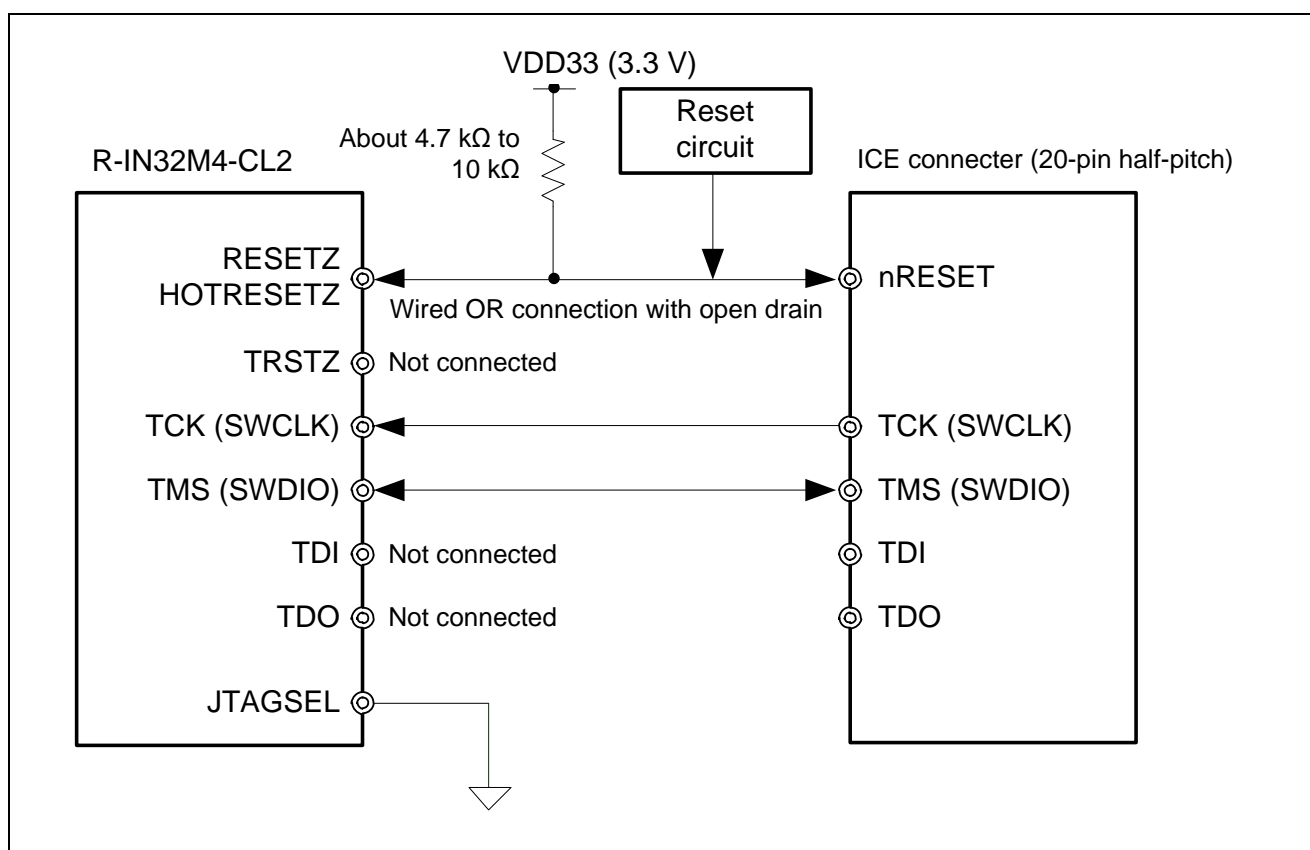 VDD33 (3.3 V)
Reset
circuit
About 4.7 kΩ to
10 kΩ
R-IN32M4-CL2
ICE connecter (20-pin half-pitch)
RESETZ
HOTRESETZ
nRESET
Wired OR connection with open drain
TRSTZ
Not connected
TCK (SWCLK)
TCK (SWCLK)
TMS (SWDIO)
TMS (SWDIO)
TDI
Not connected
TDI
TDO
Not connected
TDO
JTAGSEL